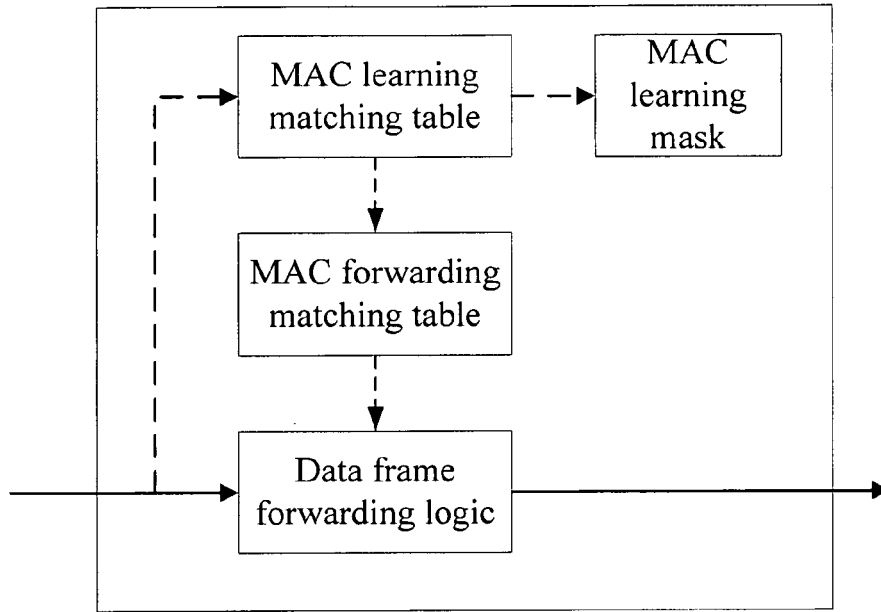 MAC learning
matching table
MAC
learning
mask
MAC forwarding
matching table
Data frame
forwarding logic